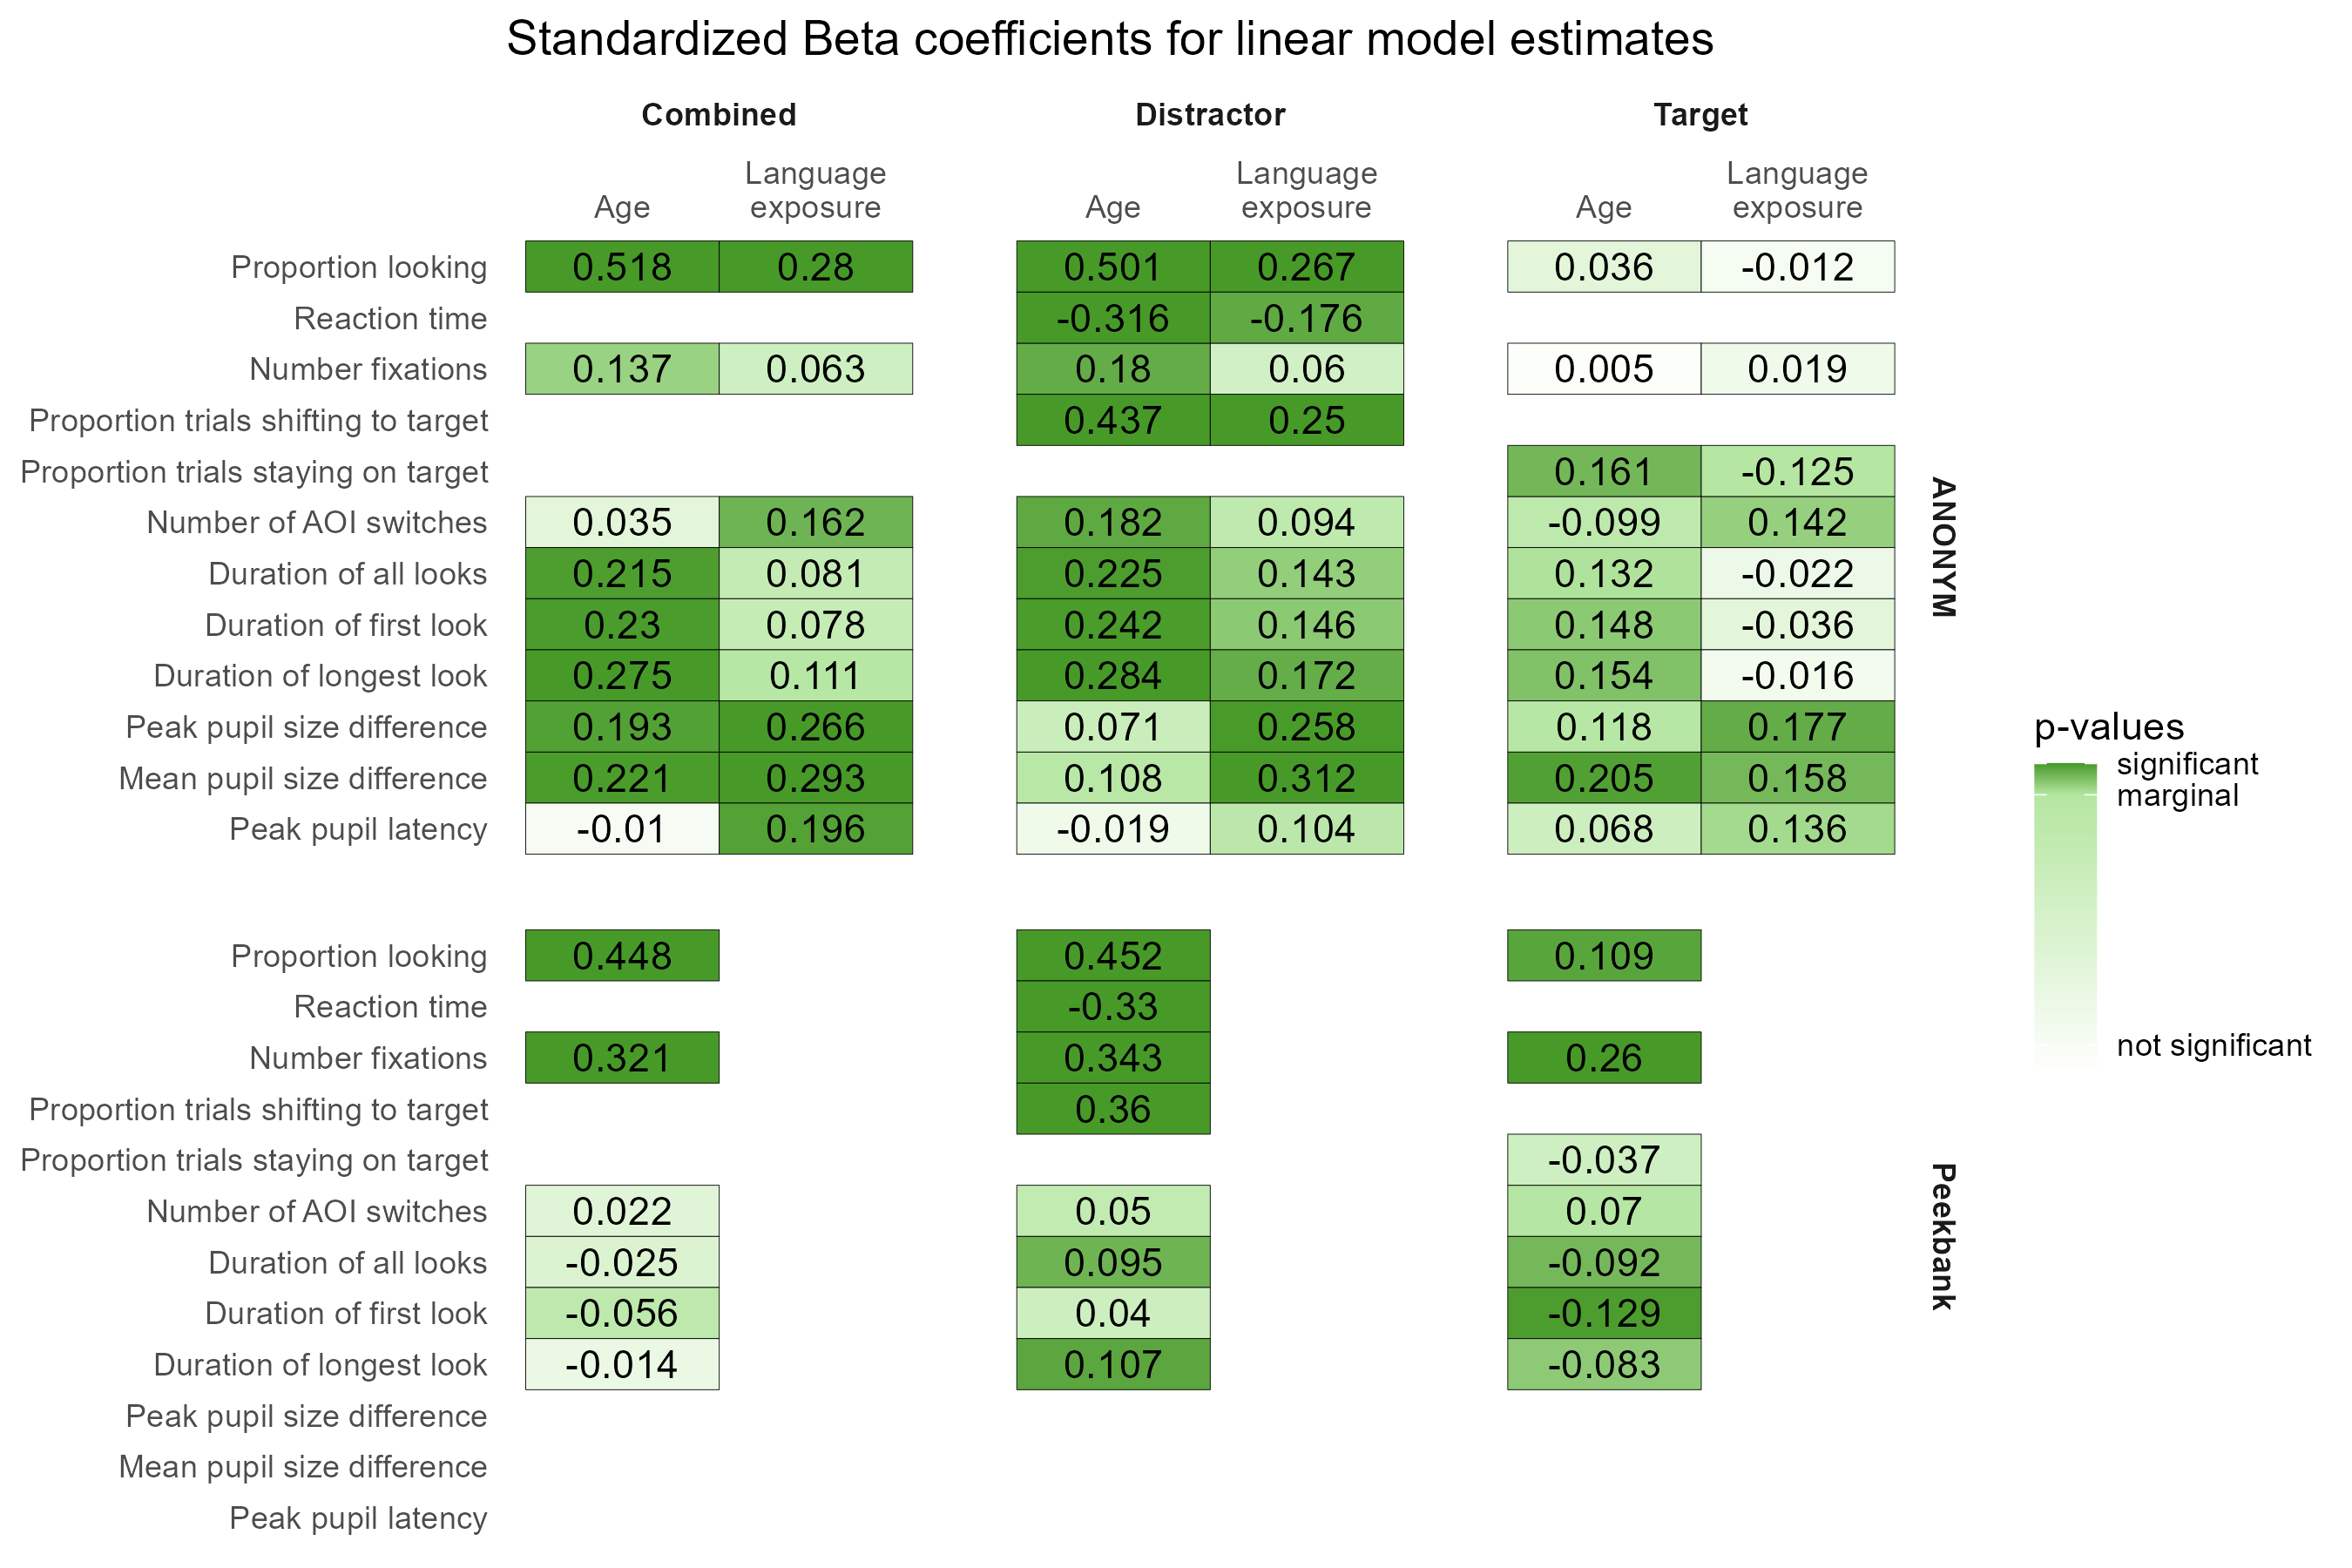 Standardized Beta coefficients for linear model estimates
Combined Distractor Target
Age Language exposure Age Language exposure Age Language exposure
Proportion looking 0.518 0.28 0.501 0.267 0.036 -0.012
Reaction time -0.316 -0.176
Number fixations 0.137 0.063 0.18 0.06 0.005 0.019
Proportion trials shifting to target 0.437 0.25
Proportion trials staying on target 0.161 -0.125
Number of AOI switches 0.035 0.162 0.182 0.094 -0.099 0.142
Duration of all looks 0.215 0.081 0.225 0.143 0.132 -0.022
Duration of first look 0.23 0.078 0.242 0.146 0.148 -0.036
Duration of longest look 0.275 0.111 0.284 0.172 0.154 -0.016
Peak pupil size difference 0.193 0.266 0.071 0.258 0.118 0.177
Mean pupil size difference 0.221 0.293 0.108 0.312 0.205 0.158
Peak pupil latency -0.01 0.196 -0.019 0.104 0.068 0.136
ANONYM
Proportion looking 0.448 0.452 0.109
Reaction time -0.33
Number fixations 0.321 0.343 0.26
Proportion trials shifting to target 0.36
Proportion trials staying on target -0.037
Number of AOI switches 0.022 0.05 0.07
Duration of all looks -0.025 0.095 -0.092
Duration of first look -0.056 0.04 -0.129
Duration of longest look -0.014 0.107 -0.083
Peak pupil size difference
Mean pupil size difference
Peak pupil latency
Peekbank
p-values
significant
marginal
not significant